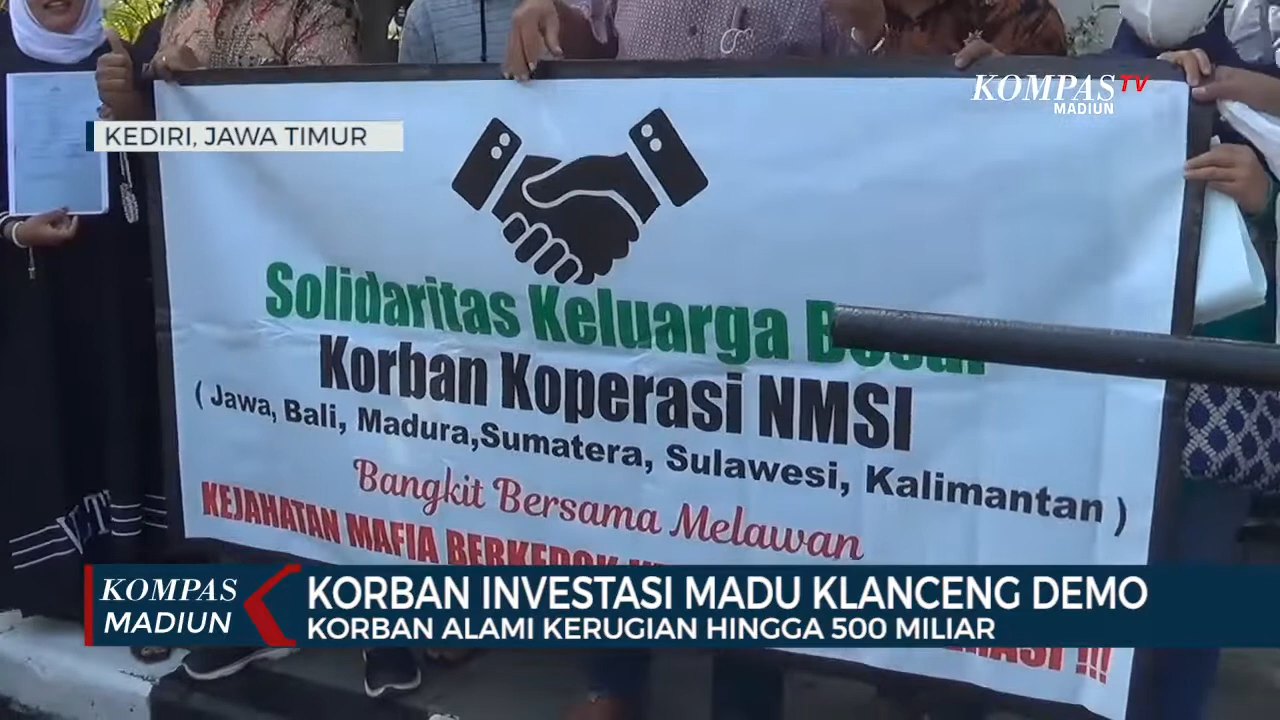 KOMPAS TV
MADIUN
KEDIRI, JAWA TIMUR
Solidaritas Keluarga
Korban Koperasi NMSI
( Jawa, Bali, Madura,Sumatera, Sulawesi, Kalimantan )
Bangkit Bersama Melawan
KEJAHATAN MAFIA BERKEDOK
!!!
KOMPAS
MADIUN
KORBAN INVESTASI MADU KLANCENG DEMO
KORBAN ALAMI KERUGIAN HINGGA 500 MILIAR